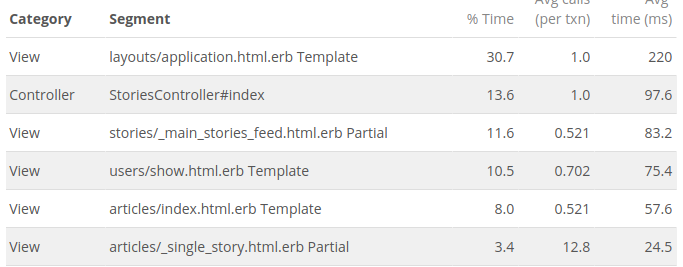 Avg calls Avg
Category Segment % Time (per txn) time (ms)
View layouts/application.html.erb Template 30.7 1.0 220
Controller StoriesController#index 13.6 1.0 97.6
View stories/_main_stories_feed.html.erb Partial 11.6 0.521 83.2
View users/show.html.erb Template 10.5 0.702 75.4
View articles/index.html.erb Template 8.0 0.521 57.6
View articles/_single_story.html.erb Partial 3.4 12.8 24.5